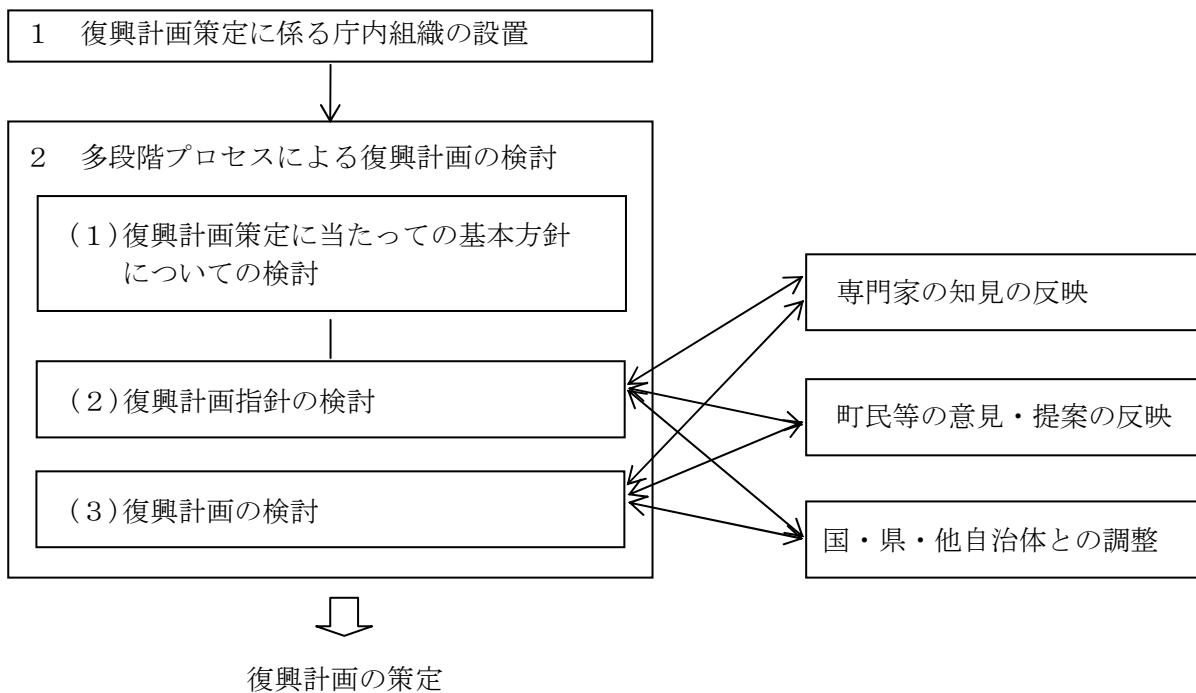 １　復興計画策定に係る庁内組織の設置
２　多段階プロセスによる復興計画の検討
(１)復興計画策定に当たっての基本方針
についての検討
(２)復興計画指針の検討
(３)復興計画の検討
専門家の知見の反映
町民等の意見・提案の反映
国・県・他自治体との調整
復興計画の策定